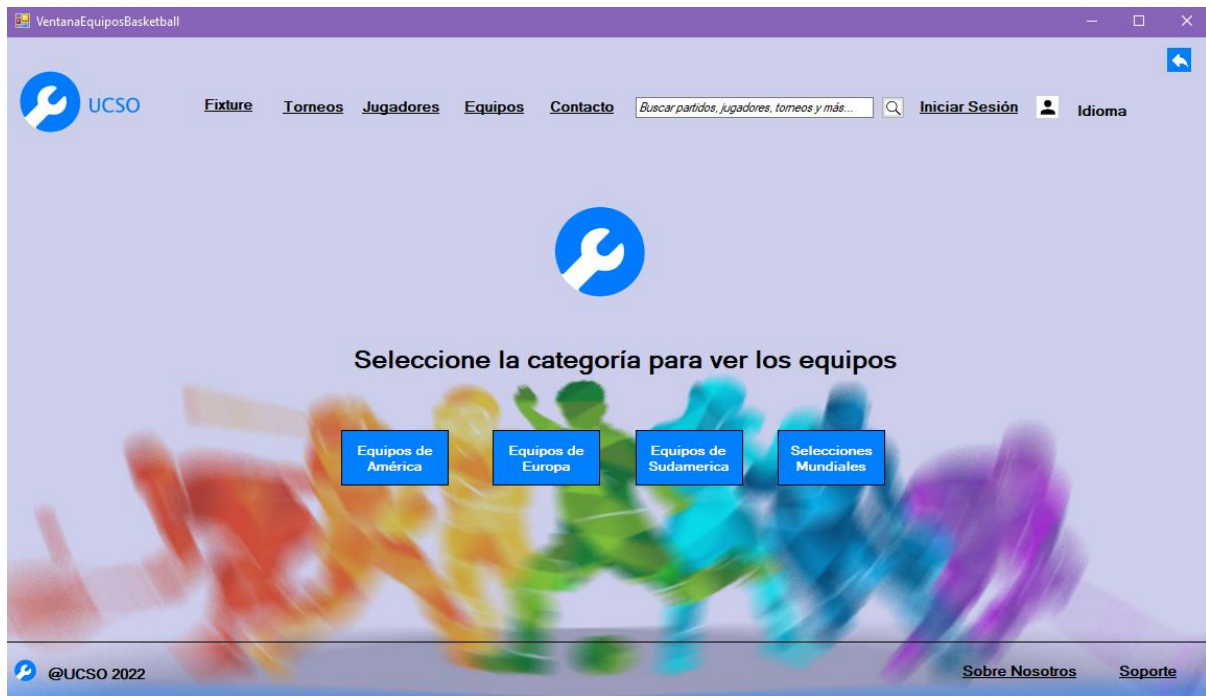 VentanaEquiposBasketball
UCSO
Fixture Torneos Jugadores Equipos Contacto Buscar partidos, jugadores, torneos y más... Iniciar Sesión Idioma
Seleccione la categoría para ver los equipos
Equipos de
América
Equipos de
Europa
Equipos de
Sudamerica
Selecciones
Mundiales
@UCSO 2022
Sobre Nosotros Soporte